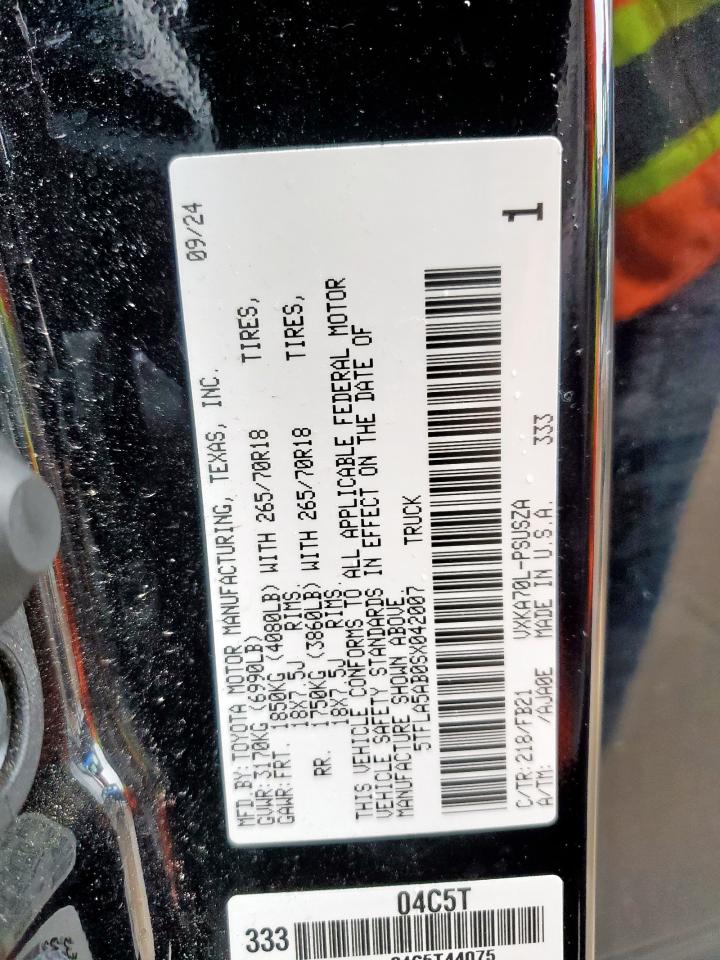 MFD. BY: TOYOTA MOTOR MANUFACTURING, TEXAS, INC. 09/24
GVWR: 3170KG (6990LB)
GAWR: FRT. 1850KG (4080LB) WITH 265/70R18 TIRES,
18X7.5J RIMS
RR. 1750KG (3860LB) WITH 265/70R18 TIRES,
18X7.5J RIMS
THIS VEHICLE CONFORMS TO ALL APPLICABLE FEDERAL MOTOR
VEHICLE SAFETY STANDARDS IN EFFECT ON THE DATE OF
MANUFACTURE SHOWN ABOVE.
5TFLA5AB0SX042007 TRUCK
1
C/TR: 218/FB21 VXKA70L-PSUSZA
A/TM: /AJA0E MADE IN U.S.A. 333
04C5T
333
04C5T44075